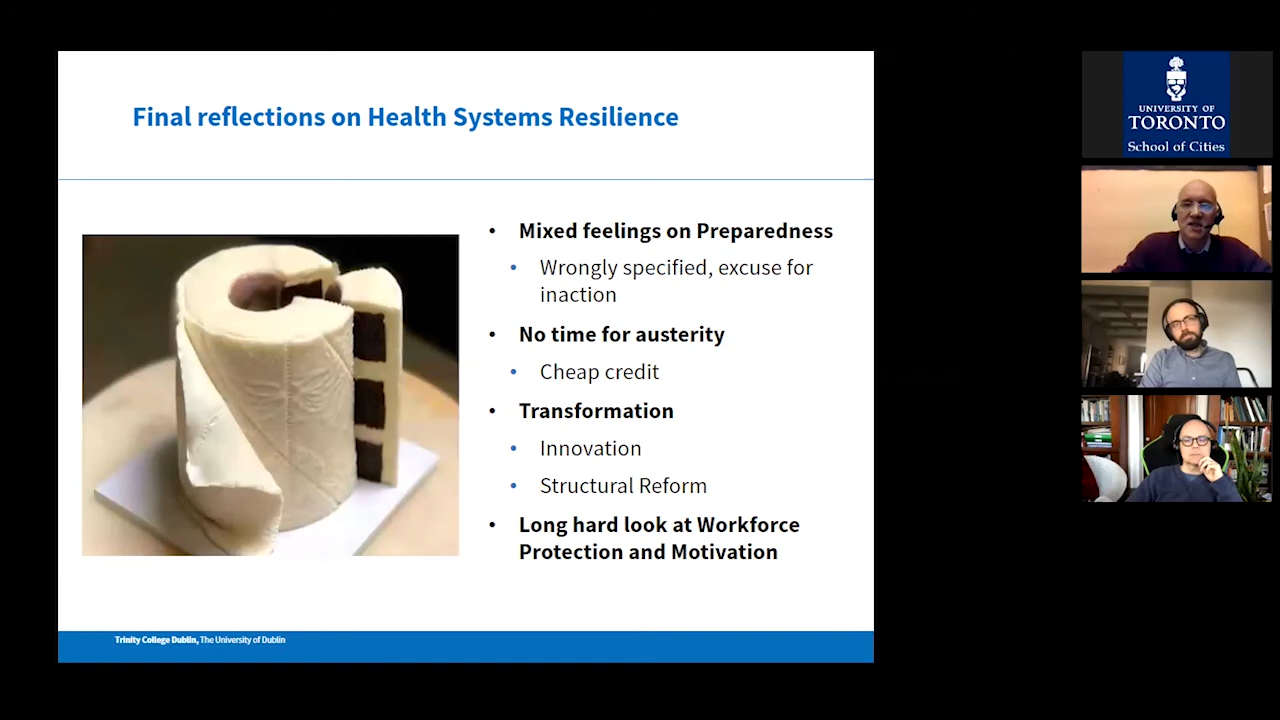 Final reflections on Health Systems Resilience
• Mixed feelings on Preparedness
• Wrongly specified, excuse for
inaction
• No time for austerity
• Cheap credit
• Transformation
• Innovation
• Structural Reform
• Long hard look at Workforce
Protection and Motivation
Trinity College Dublin, The University of Dublin
UNIVERSITY OF
TORONTO
School of Cities